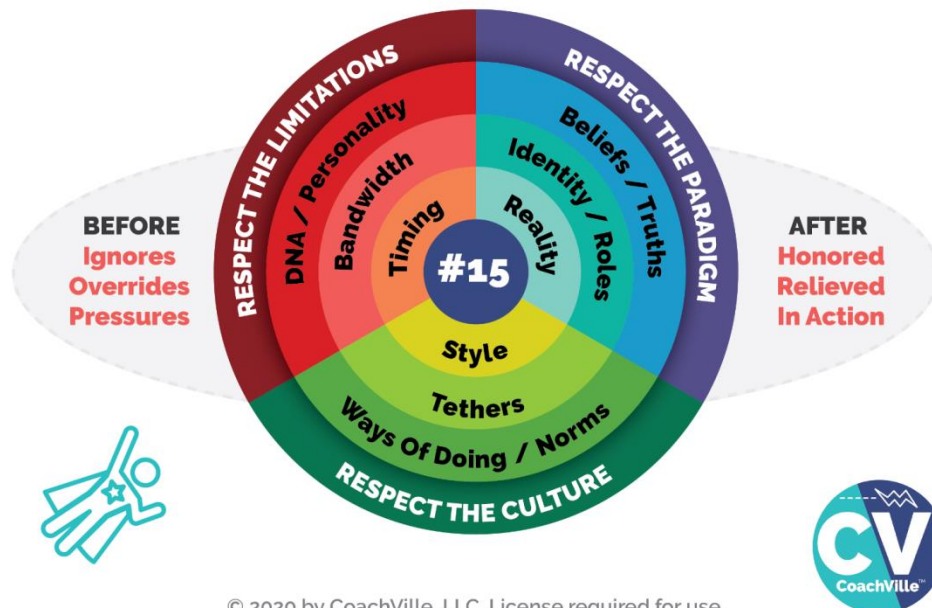 RESPECT THE LIMITATIONS
DNA / Personality
Bandwidth
Timing
RESPECT THE PARADIGM
Beliefs / Truths
Identity / Roles
Reality
#15
Style
Tethers
Ways Of Doing / Norms
RESPECT THE CULTURE
BEFORE
Ignores
Overrides
Pressures
AFTER
Honored
Relieved
In Action
CV
CoachVille™
© 2020 by CoachVille, LLC. License required for use